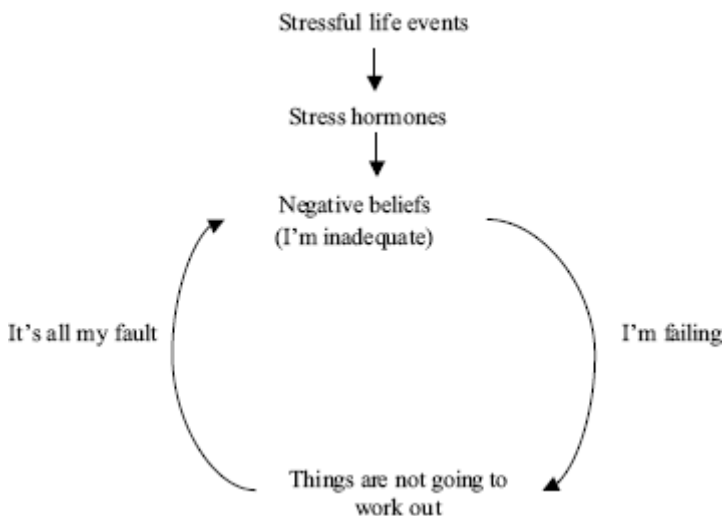 Stressful life events
Stress hormones
Negative beliefs
(I'm inadequate)
It's all my fault
I'm failing
Things are not going to
work out